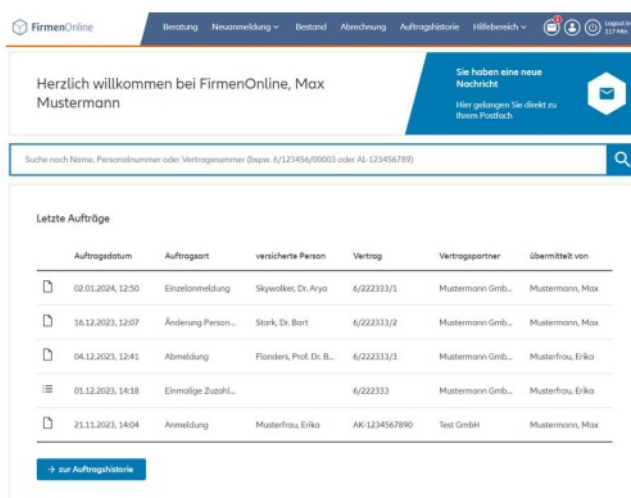 FirmenOnline Beratung Neuanmeldung Bestand Abrechnung Auftragshistorie Hilfebereich 1 Logout in
117 Min
Herzlich willkommen bei FirmenOnline, Max
Mustermann
Sie haben eine neue
Nachricht
Hier gelangen Sie direkt zu
Ihrem Postfach
Suche nach Name, Personalnummer oder Vertragsnummer (bspw. 6/123456/00003 oder AL-123456789)
Letzte Aufträge
Auftragsdatum Auftragsart versicherte Person Vertrag Vertragspartner übermittelt von
02.01.2024, 12:50 Einzelanmeldung Skywalker, Dr. Arya 6/222333/1 Mustermann Gmb... Mustermann, Max
16.12.2023, 12:07 Änderung Person... Stark, Dr. Bart 6/222333/2 Mustermann Gmb... Mustermann, Max
04.12.2023, 12:41 Abmeldung Flanders, Prof. Dr. B... 6/222333/3 Mustermann Gmb... Musterfrau, Erika
01.12.2023, 14:18 Einmalige Zuzahl... 6/222333 Mustermann Gmb... Musterfrau, Erika
21.11.2023, 14:04 Anmeldung Musterfrau, Erika AK-1234567890 Test GmbH Mustermann, Max
→ zur Auftragshistorie